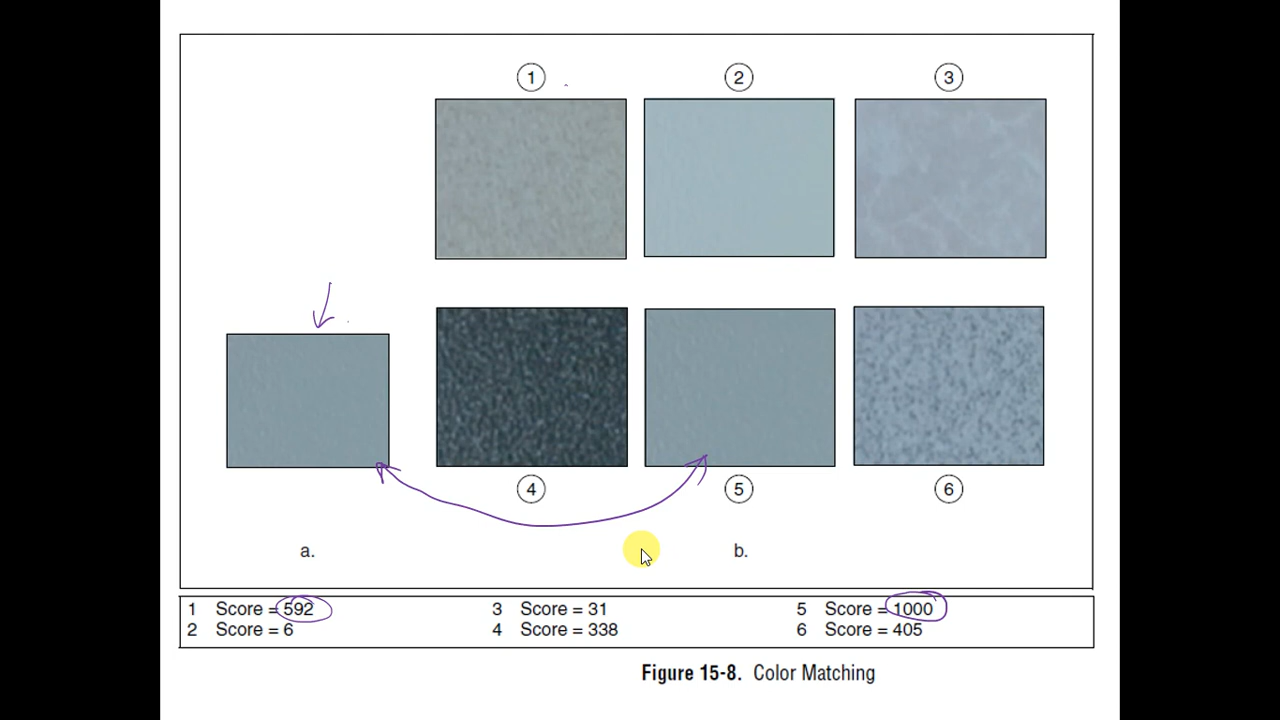 1 2 3
4 5 6
a. b.
1 Score = 592 3 Score = 31 5 Score = 1000
2 Score = 6 4 Score = 338 6 Score = 405
Figure 15-8. Color Matching